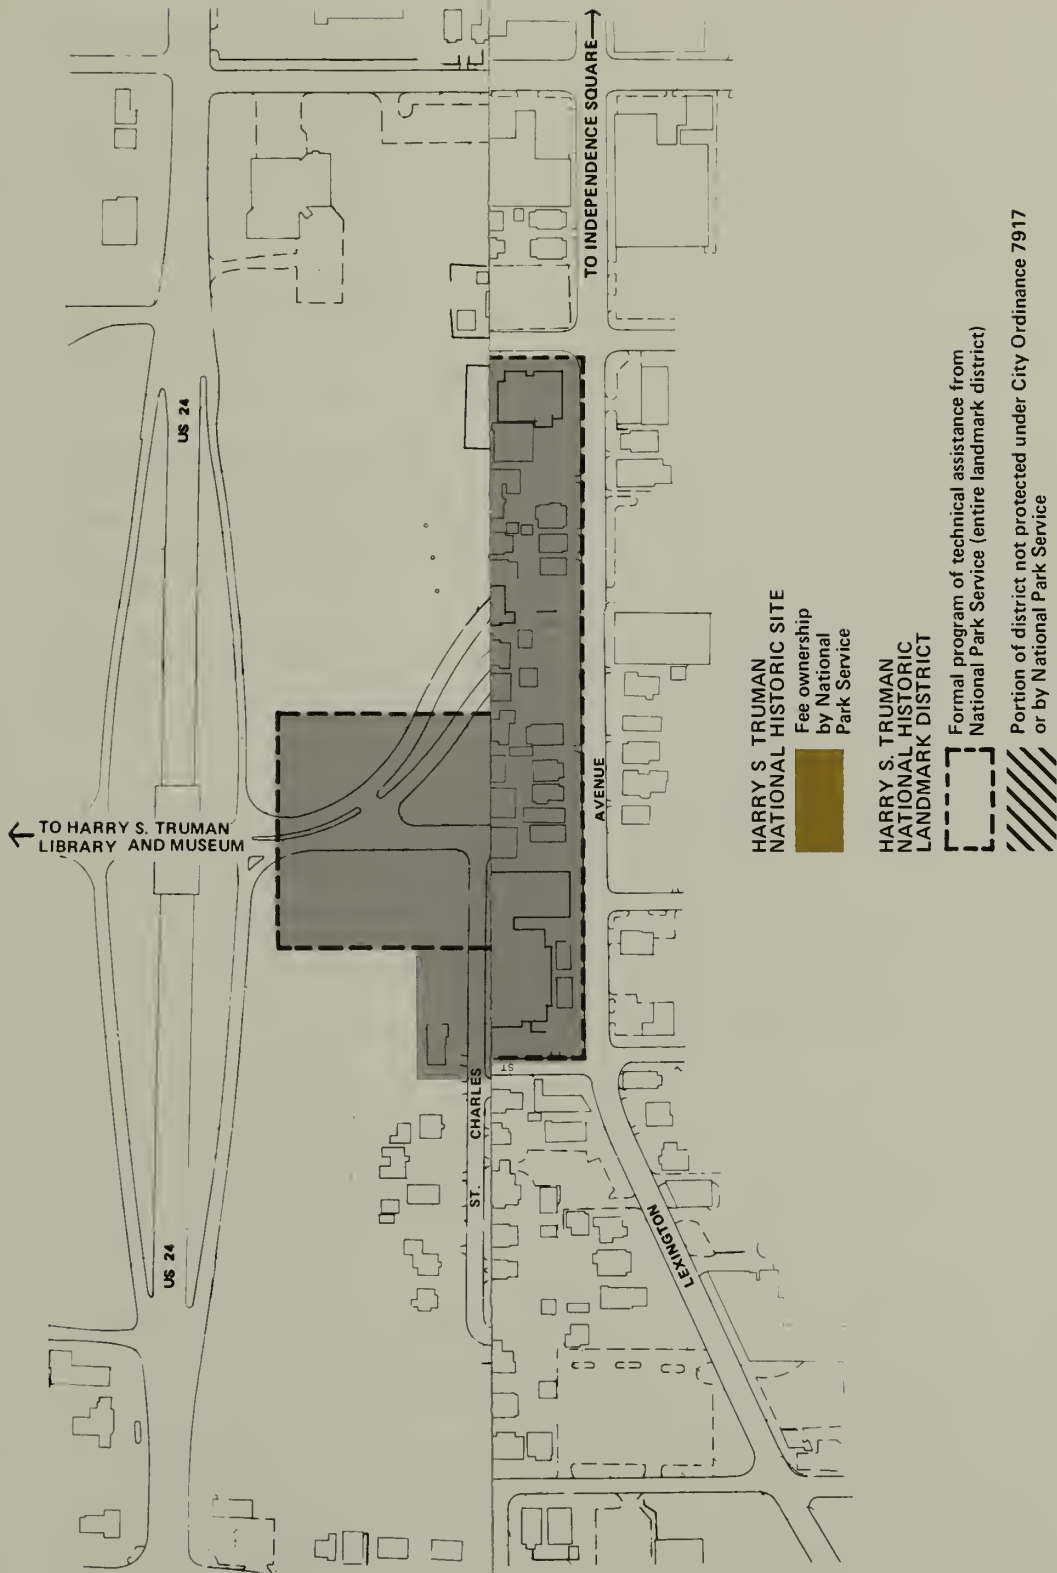 TO INDEPENDENCE SQUARE
US 24
TO HARRY S. TRUMAN
LIBRARY AND MUSEUM
AVENUE
ST
ST. CHARLES
US 24
LEXINGTON
HARRY S. TRUMAN
NATIONAL HISTORIC SITE
Fee ownership
by National
Park Service
HARRY S. TRUMAN
NATIONAL HISTORIC
LANDMARK DISTRICT
Formal program of technical assistance from
National Park Service (entire landmark district)
Portion of district not protected under City Ordinance 7917
or by National Park Service